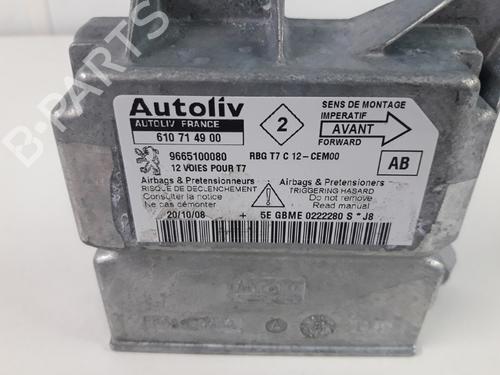 B-PARTS
Autoliv
AUTOLIV FRANCE
610 71 49 00
2
SENS DE MONTAGE
IMPERATIF
AVANT
FORWARD
9665100080
RBG T7 C 12-CEM00
12 VOIES POUR T7
AB
Airbags & Pretensionneurs
RISQUE DE DECLENCHEMENT
Consulter la notice
Ne pas démonter
Airbags & Pretensioners
TRIGGERING HASARD
Do not remove
Read manual
20/10/08 + 5E GBME 0222280 S * J8